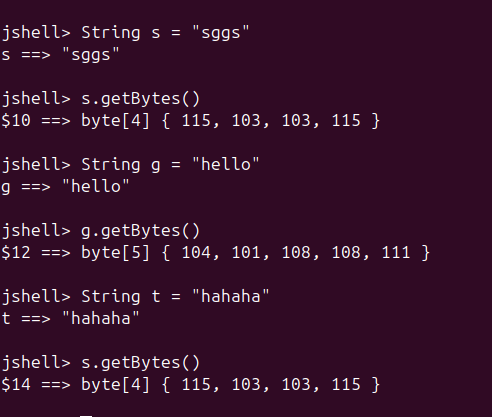 jshell> String s = "sggs"
s ==> "sggs"
jshell> s.getBytes()
$10 ==> byte[4] { 115, 103, 103, 115 }
jshell> String g = "hello"
g ==> "hello"
jshell> g.getBytes()
$12 ==> byte[5] { 104, 101, 108, 108, 111 }
jshell> String t = "hahaha"
t ==> "hahaha"
jshell> s.getBytes()
$14 ==> byte[4] { 115, 103, 103, 115 }